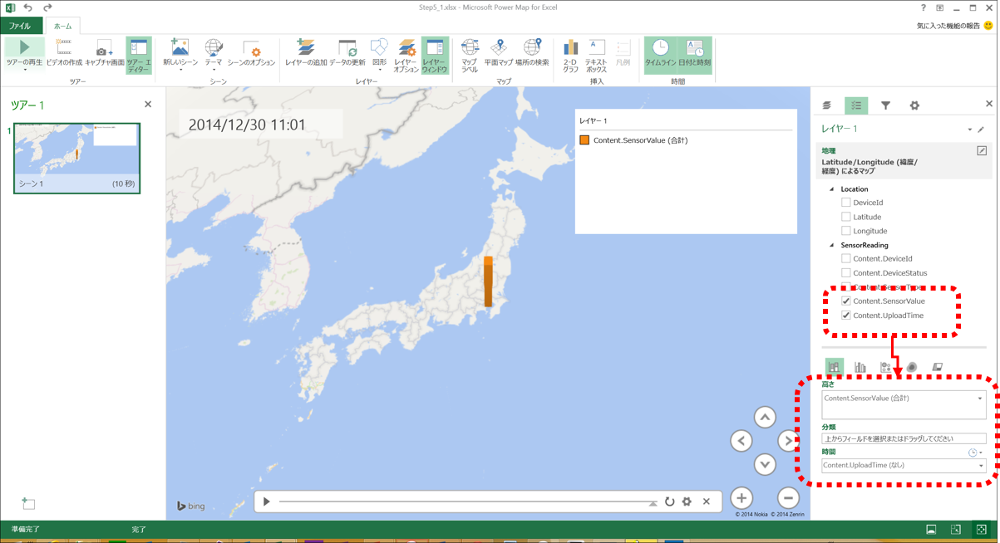 Step5_1.xlsx - Microsoft Power Map for Excel
ファイル
ホーム
気に入った機能の報告
ツアーの再生
ビデオの作成
キャプチャ画面
ツアー エディター
ツアー
新しいシーン
テーマ
シーンのオプション
シーン
レイヤーの追加
データの更新
図形
レイヤー オプション
レイヤー ウィンドウ
レイヤー
マップ ラベル
平面マップ
場所の検索
マップ
2-D グラフ
テキスト ボックス
凡例
挿入
タイムライン
日付と時刻
時間
ツアー 1
1
シーン 1
(10 秒)
2014/12/30 11:01
レイヤー 1
Content.SensorValue (合計)
bing
© 2014 Nokia © 2014 Zenrin
レイヤー 1
地理
Latitude/Longitude (緯度/
経度) によるマップ
Location
DeviceId
Latitude
Longitude
SensorReading
Content.DeviceId
Content.DeviceStatus
Content.SensorType
Content.SensorValue
Content.UploadTime
高さ
Content.SensorValue (合計)
分類
上からフィールドを選択またはドラッグしてください
時間
Content.UploadTime (なし)
準備完了
完了